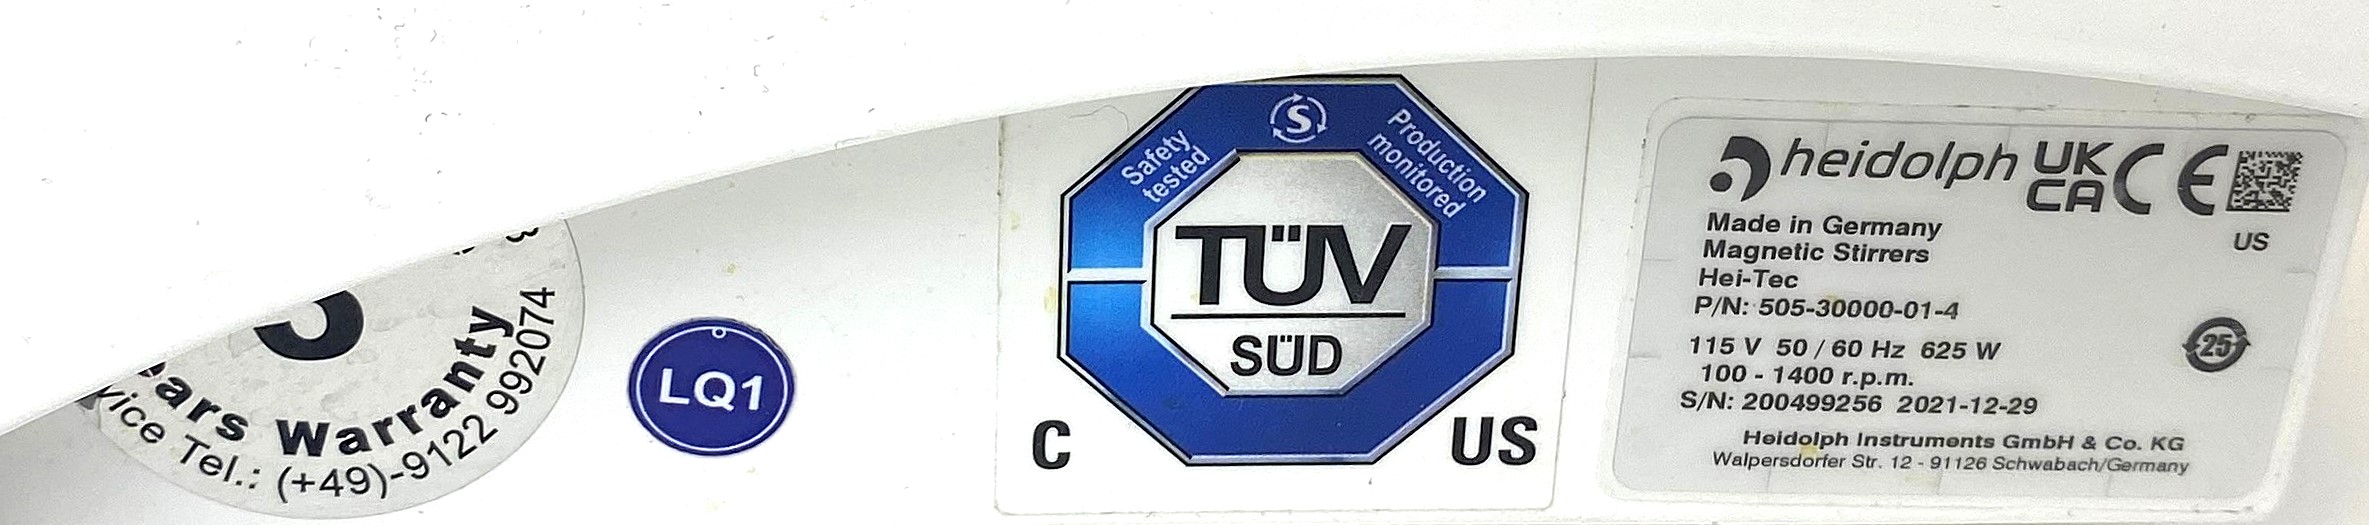 Warranty
Tel.: (+49)-9122 992074
LQ1
Safety
tested
S
Production
monitored
TÜV
SÜD
C
US
heidolph
UK
CA
CE
US
Made in Germany
Magnetic Stirrers
Hei-Tec
P/N: 505-30000-01-4
115 V 50 / 60 Hz 625 W
100 - 1400 r.p.m.
S/N: 200499256 2021-12-29
25
Heidolph Instruments GmbH & Co. KG
Walpersdorfer Str. 12 - 91126 Schwabach/Germany